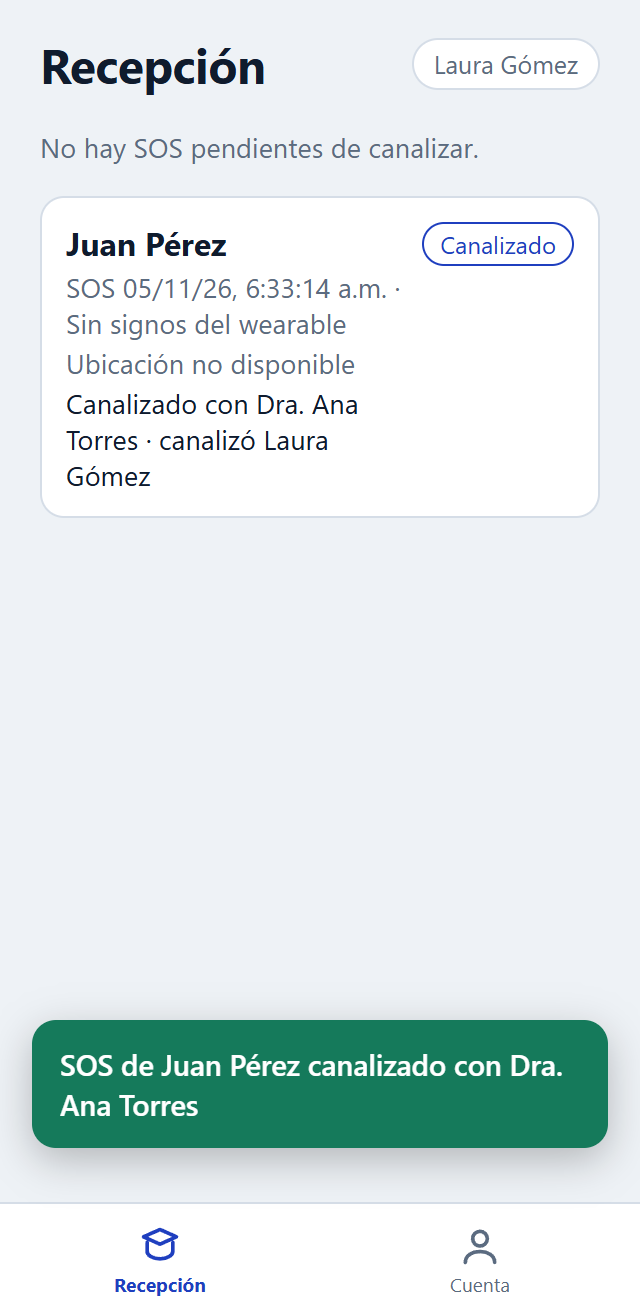 Recepción
Laura Gómez
No hay SOS pendientes de canalizar.
Juan Pérez
Canalizado
SOS 05/11/26, 6:33:14 a.m. ·
Sin signos del wearable
Ubicación no disponible
Canalizado con Dra. Ana
Torres · canalizó Laura
Gómez
SOS de Juan Pérez canalizado con Dra.
Ana Torres
Recepción
Cuenta